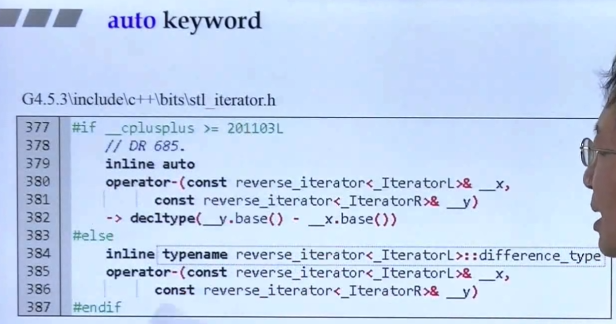 auto keyword
G4.5.3\include\c++\bits\stl_iterator.h
377 #if __cplusplus >= 201103L
378 // DR 685.
379 inline auto
380 operator-(const reverse_iterator<_IteratorL>& __x,
381 const reverse_iterator<_IteratorR>& __y)
382 -> decltype(__y.base() - __x.base())
383 #else
384 inline typename reverse_iterator<_IteratorL>::difference_type
385 operator-(const reverse_iterator<_IteratorL>& __x,
386 const reverse_iterator<_IteratorR>& __y)
387 #endif